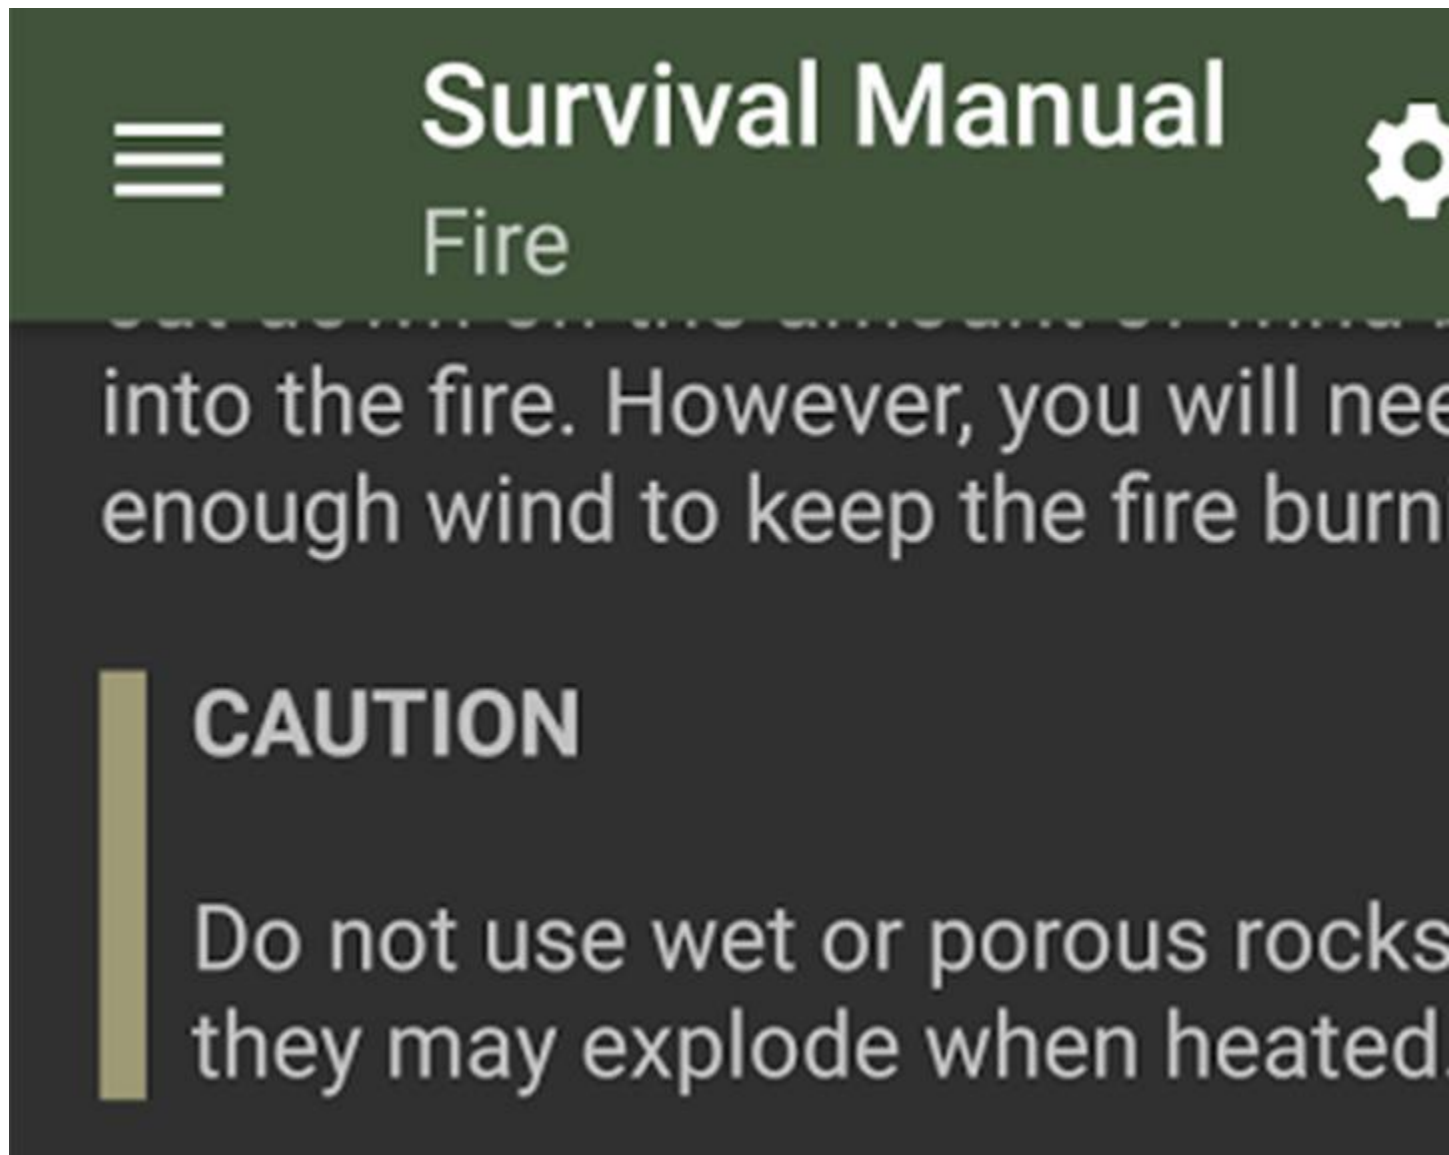 Survival Manual
Fire
into the fire. However, you will nee
enough wind to keep the fire burn
CAUTION
Do not use wet or porous rocks
they may explode when heated.